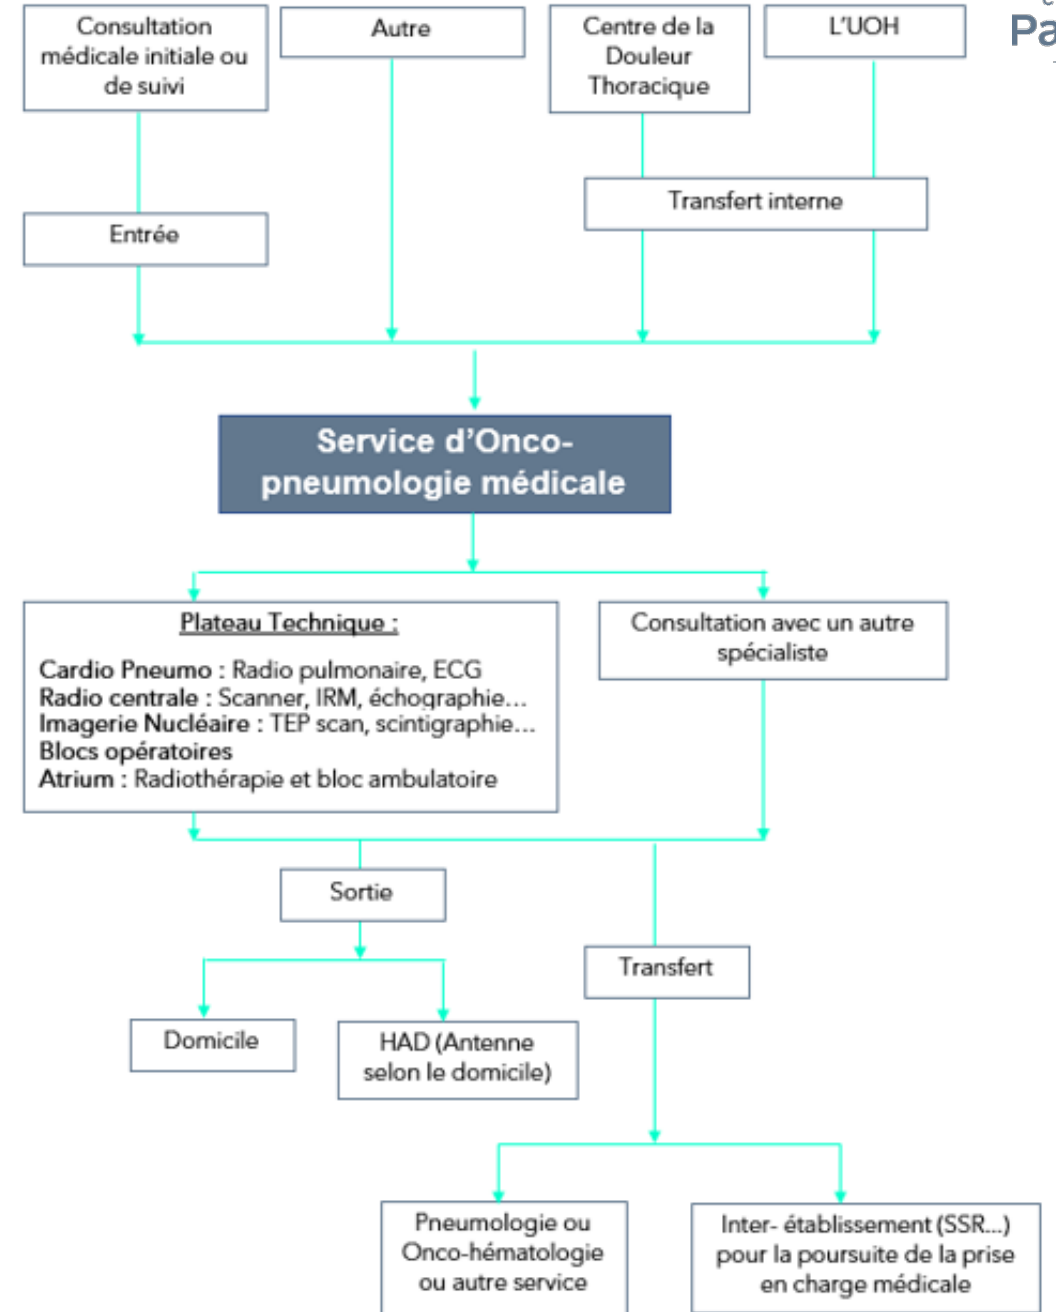 Consultation
médicale initiale ou
de suivi
Autre
Centre de la
Douleur
Thoracique
L'UOH
Entrée
Transfert interne
Service d'Onco-
pneumologie médicale
Plateau Technique :
Cardio Pneumo : Radio pulmonaire, ECG
Radio centrale : Scanner, IRM, échographie...
Imagerie Nucléaire : TEP scan, scintigraphie...
Blocs opératoires
Atrium : Radiothérapie et bloc ambulatoire
Consultation avec un autre
spécialiste
Sortie
Transfert
Domicile
HAD (Antenne
selon le domicile)
Pneumologie ou
Onco-hématologie
ou autre service
Inter- établissement (SSR...)
pour la poursuite de la prise
en charge médicale